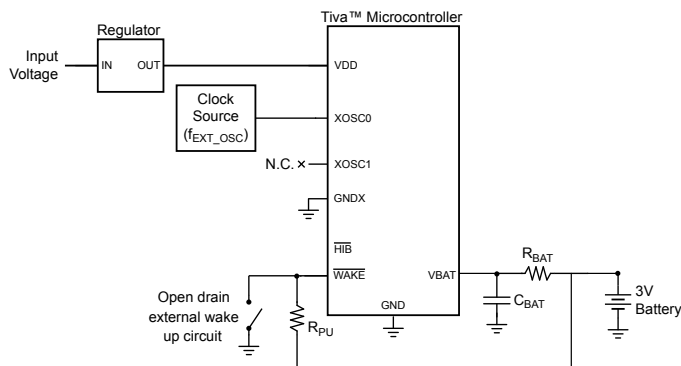 Tiva™ Microcontroller
Regulator
Input
Voltage
IN
OUT
VDD
Clock
Source
(fEXT_OSC)
XOSC0
N.C.
XOSC1
GNDX
HIB
WAKE
VBAT
RBAT
Open drain
external wake
up circuit
RPU
GND
CBAT
3V
Battery